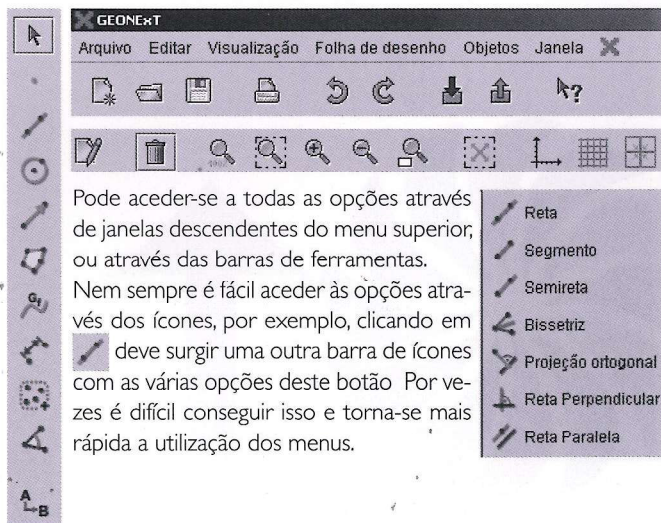 GEONExT
Arquivo Editar Visualização Folha de desenho Objetos Janela
Pode aceder-se a todas as opções através
de janelas descendentes do menu superior,
ou através das barras de ferramentas.
Nem sempre é fácil aceder às opções atra-
vés dos ícones, por exemplo, clicando em
deve surgir uma outra barra de ícones
com as várias opções deste botão Por ve-
zes é difícil conseguir isso e torna-se mais
rápida a utilização dos menus.
Reta
Segmento
Semireta
Bissetriz
Projeção ortogonal
Reta Perpendicular
Reta Paralela
Gf
A
B